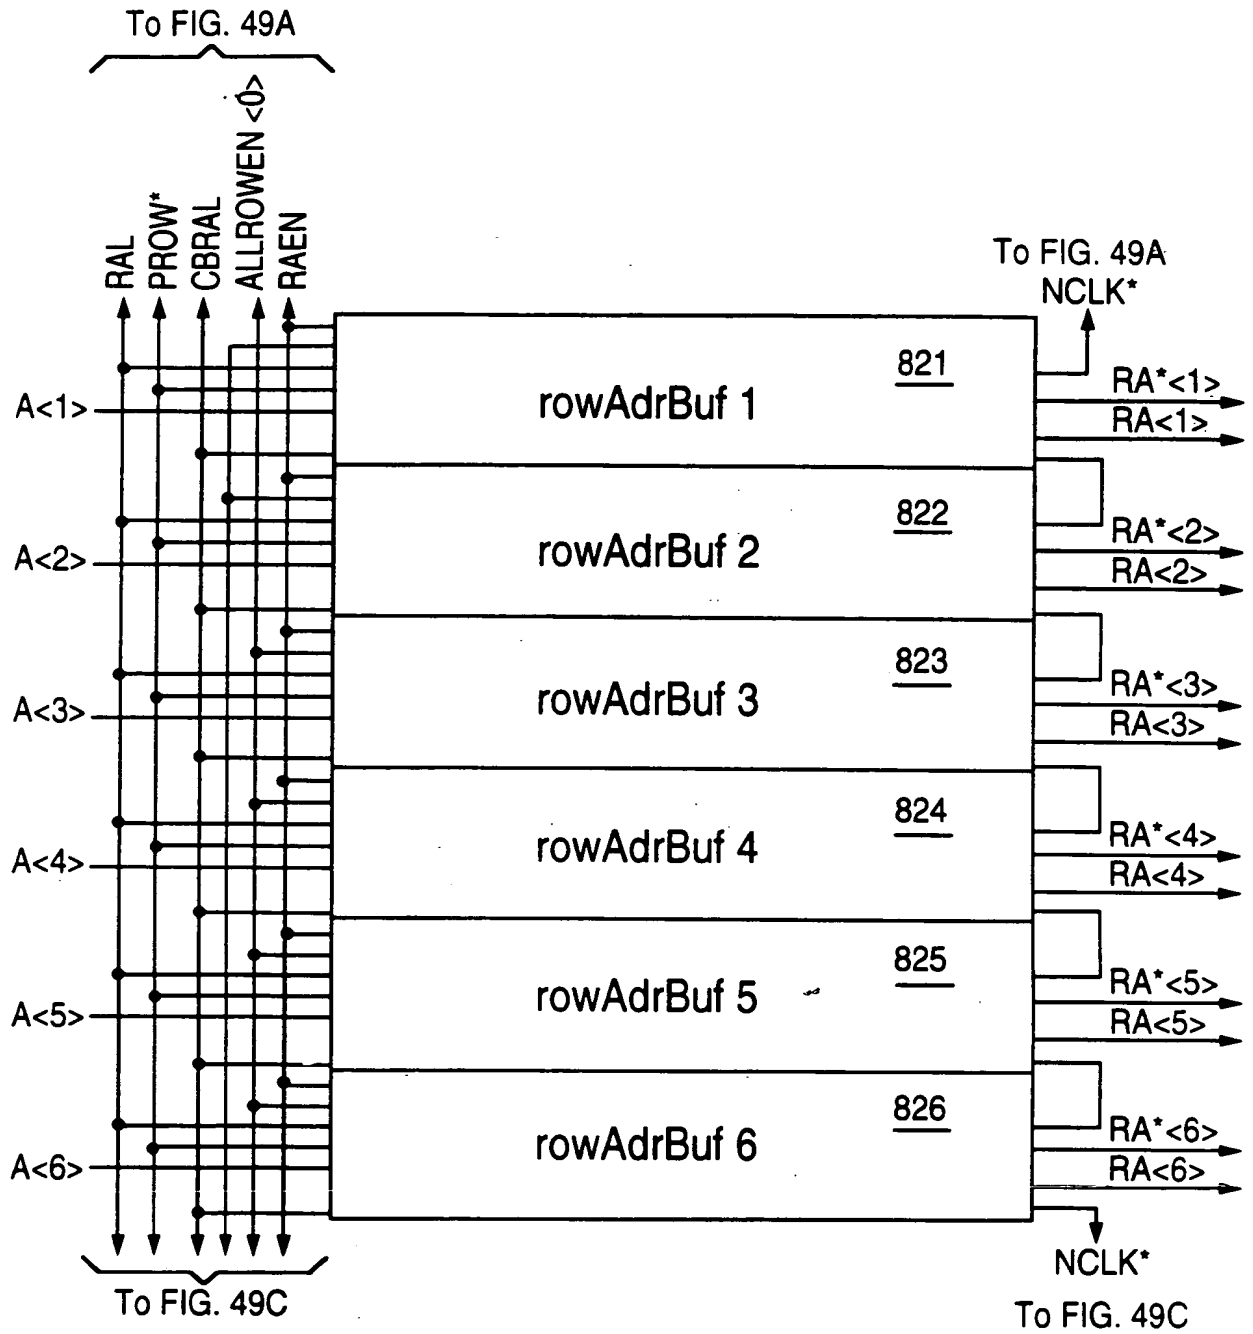 To FIG. 49A
RAL
PROW*
CBRAL
ALLROWEN <0>
RAEN
To FIG. 49A
NCLK*
821
rowAdrBuf 1
A<1>
RA*<1>
RA<1>
822
rowAdrBuf 2
A<2>
RA*<2>
RA<2>
823
rowAdrBuf 3
A<3>
RA*<3>
RA<3>
824
rowAdrBuf 4
A<4>
RA*<4>
RA<4>
825
rowAdrBuf 5
A<5>
RA*<5>
RA<5>
826
rowAdrBuf 6
A<6>
RA*<6>
RA<6>
NCLK*
To FIG. 49C
To FIG. 49C